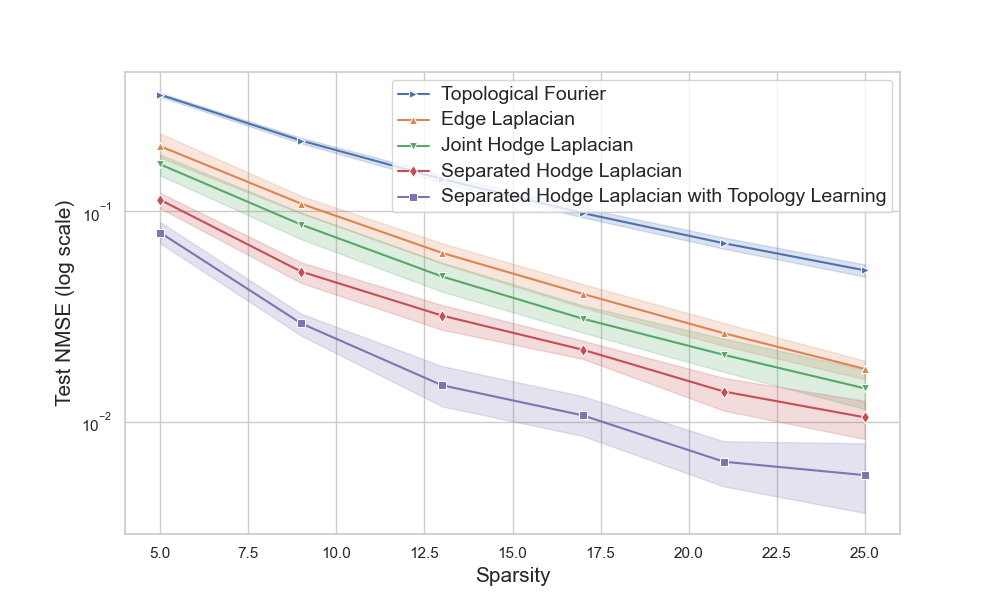 Topological Fourier
Edge Laplacian
Joint Hodge Laplacian
Separated Hodge Laplacian
Separated Hodge Laplacian with Topology Learning
Test NMSE (log scale)
10^−1
10^−2
5.0 7.5 10.0 12.5 15.0 17.5 20.0 22.5 25.0
Sparsity